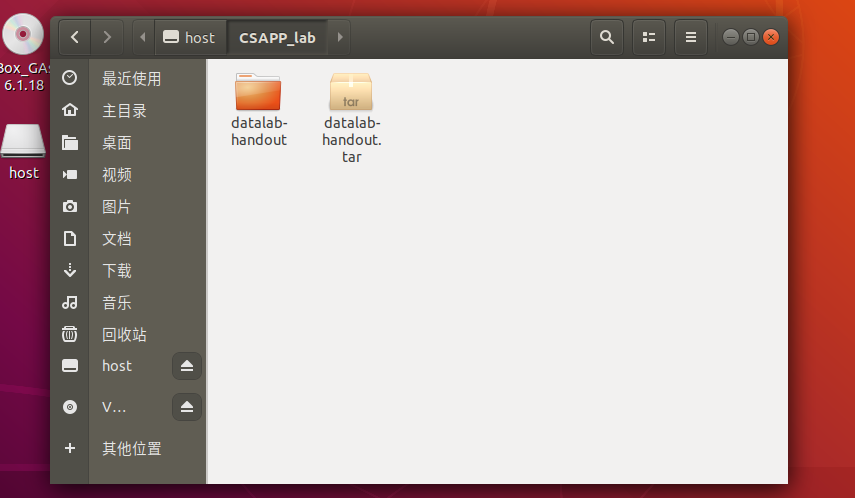 host
CSAPP_lab
Box_GAs
6.1.18
host
最近使用
主目录
桌面
视频
图片
文档
下载
音乐
回收站
host
V...
其他位置
datalab-
handout
datalab-
handout.
tar
tar